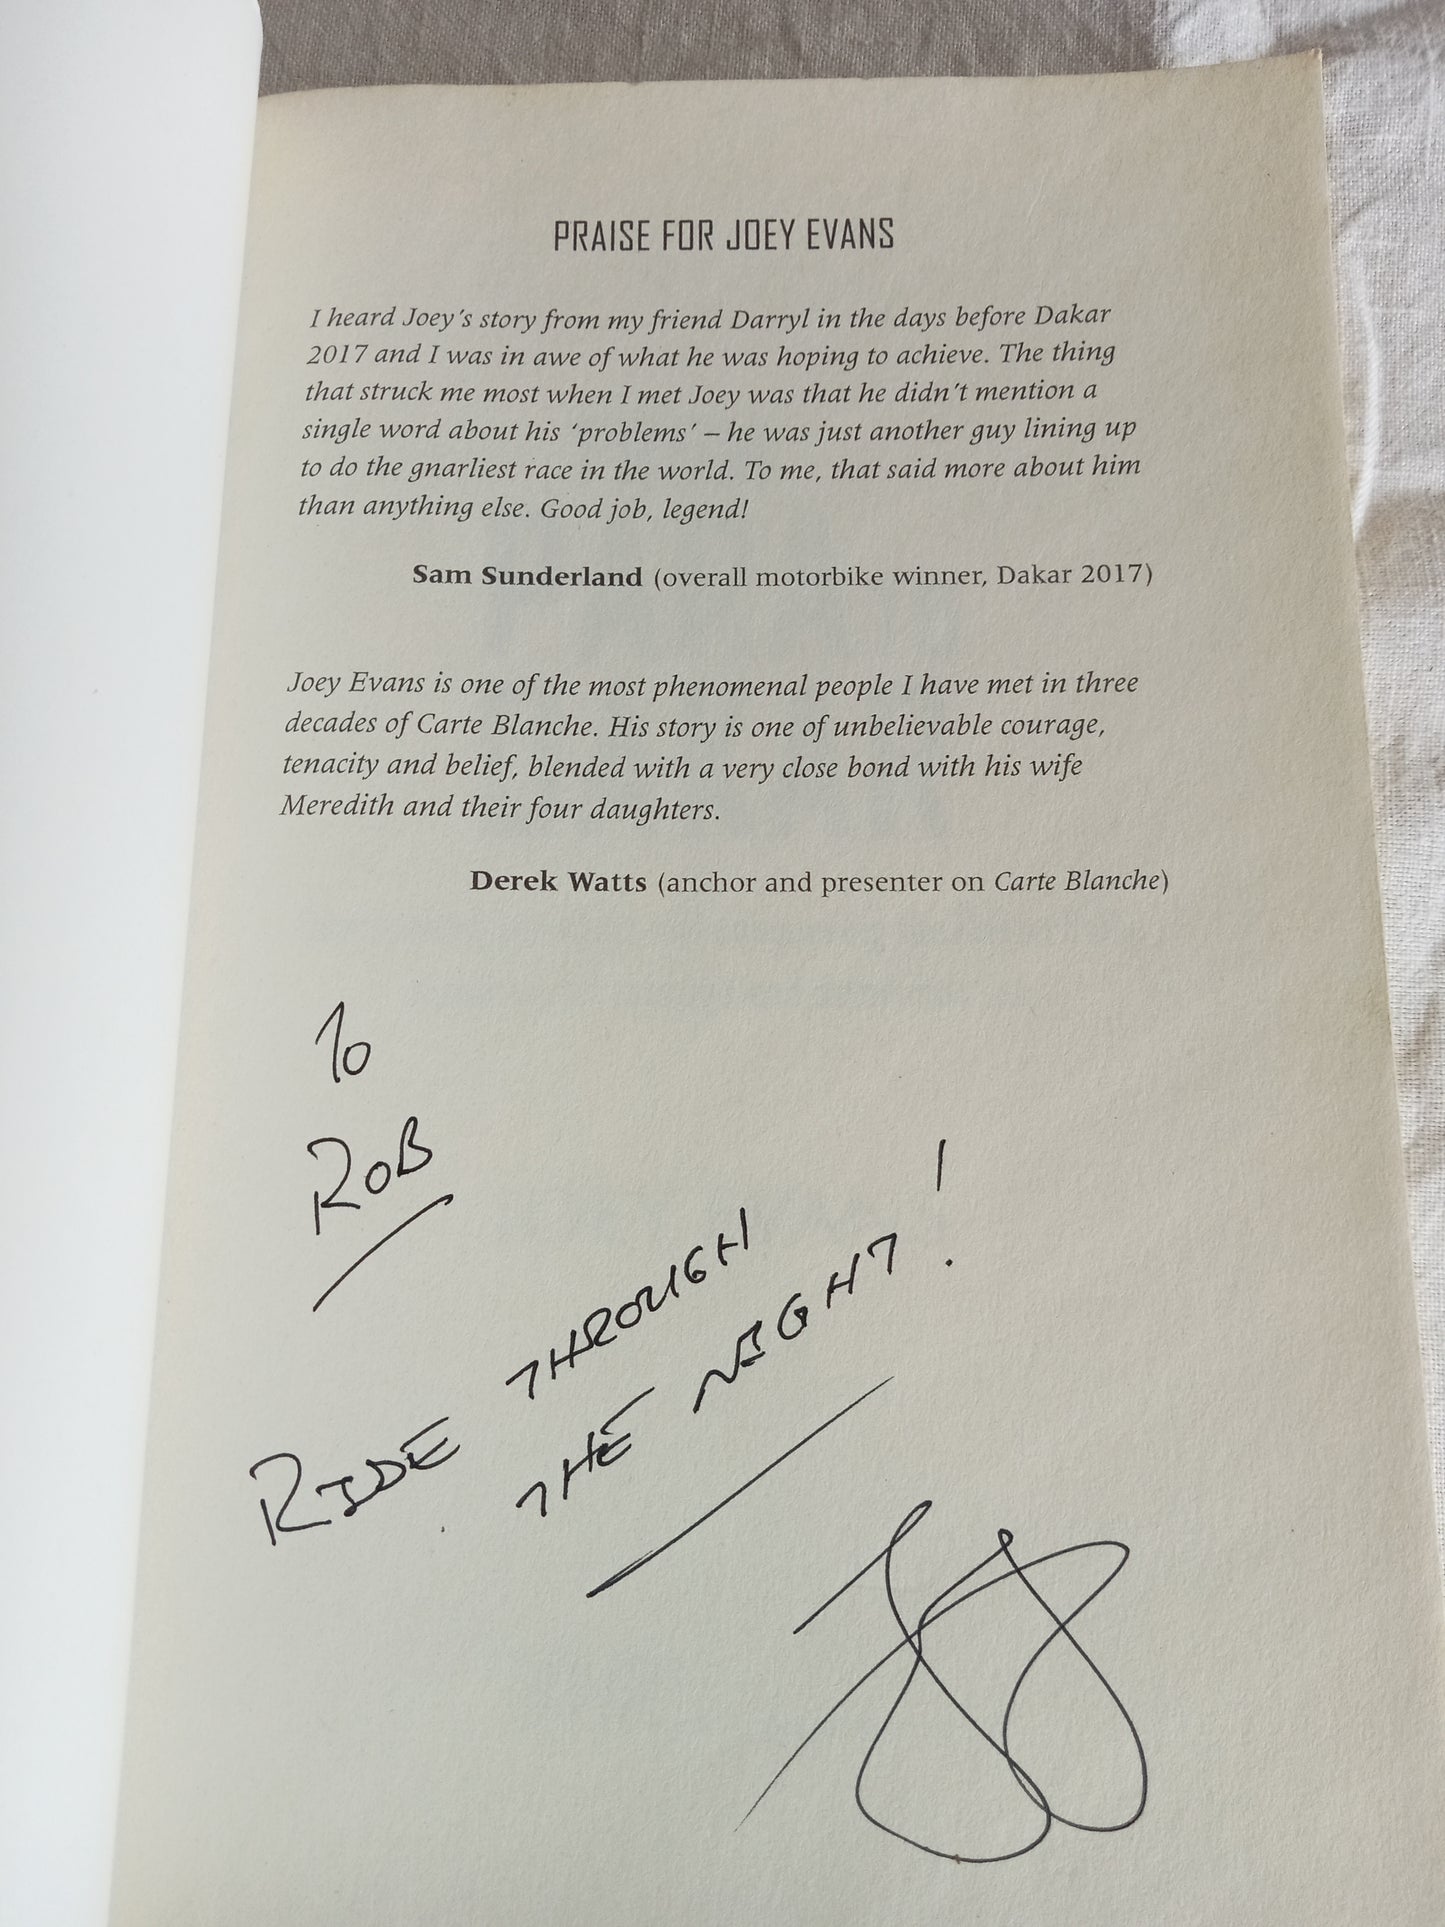 PRAISE FOR JOEY EVANS
I heard Joey's story from my friend Darryl in the days before Dakar
2017 and I was in awe of what he was hoping to achieve. The thing
that struck me most when I met Joey was that he didn't mention a
single word about his ‘problems’ – he was just another guy lining up
to do the gnarliest race in the world. To me, that said more about him
than anything else. Good job, legend!
Sam Sunderland (overall motorbike winner, Dakar 2017)
Joey Evans is one of the most phenomenal people I have met in three
decades of Carte Blanche. His story is one of unbelievable courage,
tenacity and belief, blended with a very close bond with his wife
Meredith and their four daughters.
Derek Watts (anchor and presenter on Carte Blanche)
TO
ROB
RIDE THROUGH
THE NIGHT!